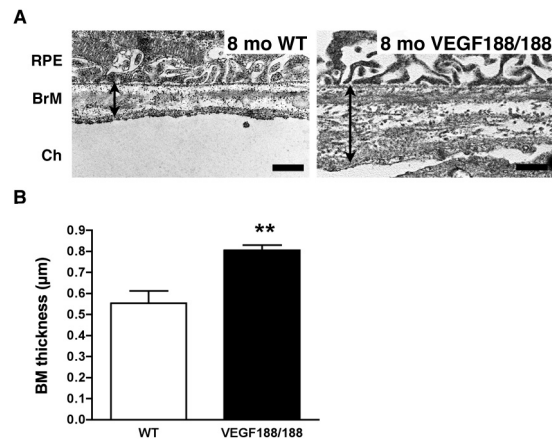 A
8 mo WT
8 mo VEGF188/188
RPE
BrM
Ch
B
**
BM thickness (µm)
0.9
0.8
0.7
0.6
0.5
0.4
0.3
0.2
0.1
0.0
WT
VEGF188/188